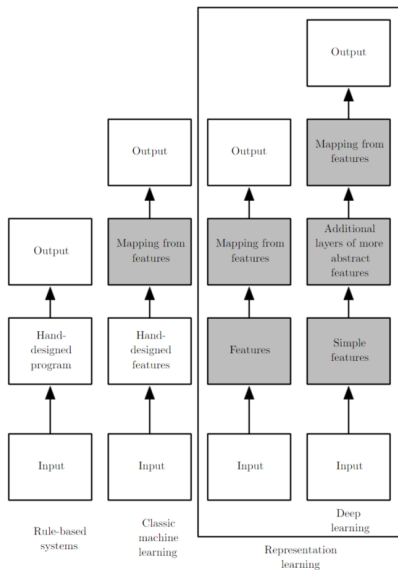 Output
Output
Output
Mapping from
features
Output
Mapping from
features
Mapping from
features
Additional
layers of more
abstract
features
Hand-
designed
program
Hand-
designed
features
Features
Simple
features
Input
Input
Input
Input
Rule-based
systems
Classic
machine
learning
Representation
learning
Deep
learning